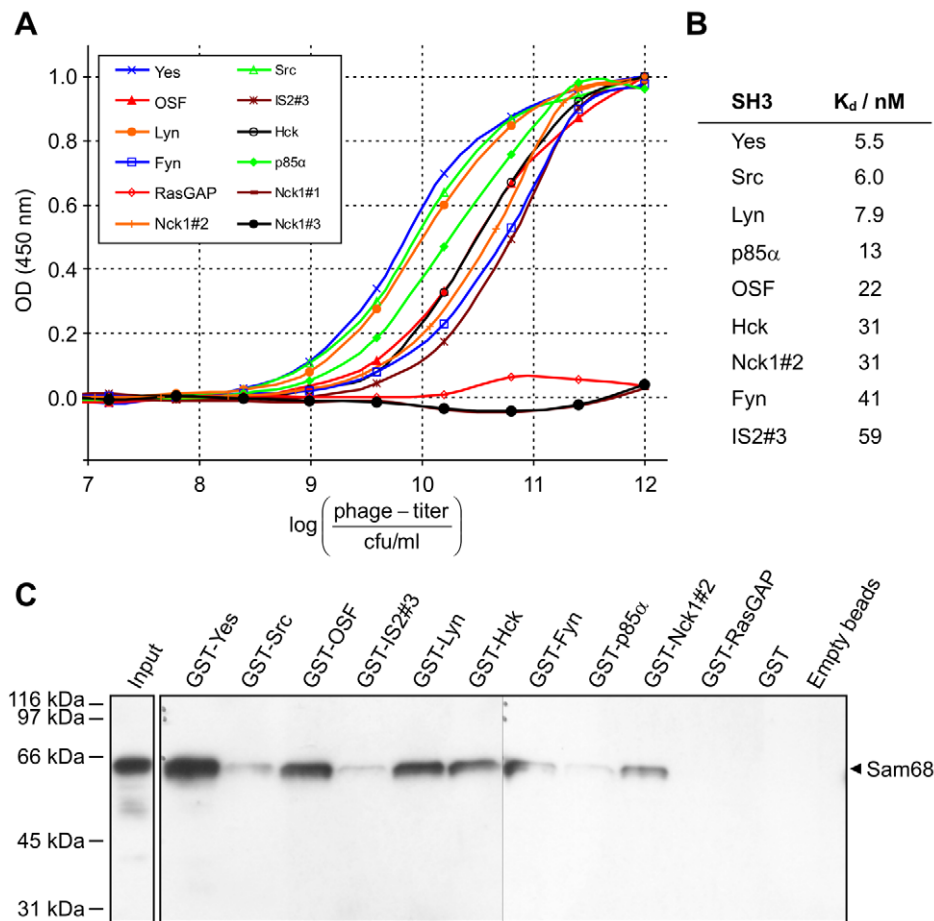 A
OD (450 nm)
1.0
0.8
0.6
0.4
0.2
0.0
Yes
OSF
Lyn
Fyn
RasGAP
Nck1#2
Src
IS2#3
Hck
p85α
Nck1#1
Nck1#3
7 8 9 10 11 12
log(phage – titer / cfu/ml)
B
SH3 Kd / nM
Yes 5.5
Src 6.0
Lyn 7.9
p85α 13
OSF 22
Hck 31
Nck1#2 31
Fyn 41
IS2#3 59
C
Input GST-Yes GST-Src GST-OSF GST-IS2#3 GST-Lyn GST-Hck GST-Fyn GST-p85α GST-Nck1#2 GST-RasGAP GST Empty beads
116 kDa
97 kDa
66 kDa
45 kDa
31 kDa
Sam68